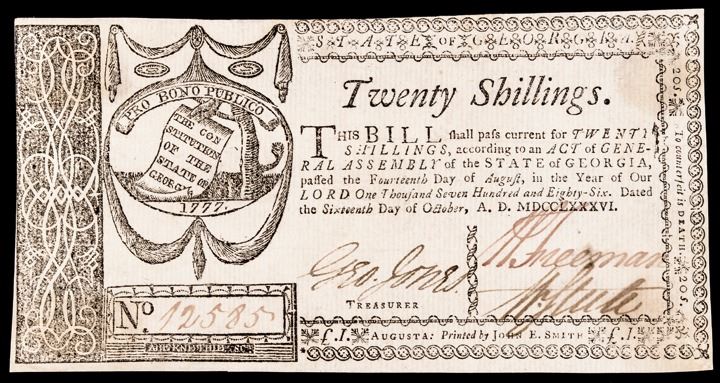 PRO BONO PUBLICO
THE CON
STITUTION
OF THE
STATE OF
GEORG
1777.
No. 12585
STATE OF GEORGIA.
Twenty Shillings.
THIS BILL shall paſs current for TWENTY
SHILLINGS, according to an ACT of GENE-
RAL ASSEMBLY of the STATE of GEORGIA,
paſſed the Fourteenth Day of Auguſt, in the Year of Our
LORD One Thouſand Seven Hundred and Eighty-Six. Dated
the Sixteenth Day of October, A. D. MDCCLXXXVI.
Geo. Jones
TREASURER
Freeman
£.I. AUGUSTA: Printed by JOHN E. SMITH £.I.
20s. To counterfeit is DEATH. 20s.